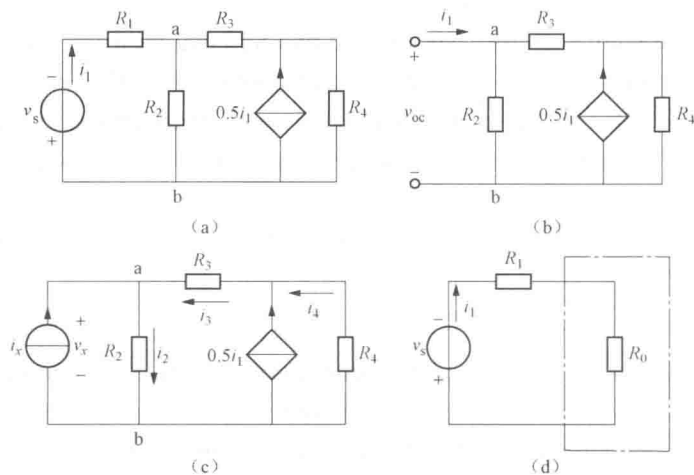 R₁
a
R₃
−
i₁
vₛ
+
R₂
0.5i₁
R₄
b
(a)
i₁
a
R₃
+
v_oc
R₂
0.5i₁
R₄
−
b
(b)
a
R₃
i₃
i₄
iₓ
+
vₓ
−
R₂
i₂
0.5i₁
R₄
b
(c)
R₁
−
i₁
vₛ
+
R₀
(d)